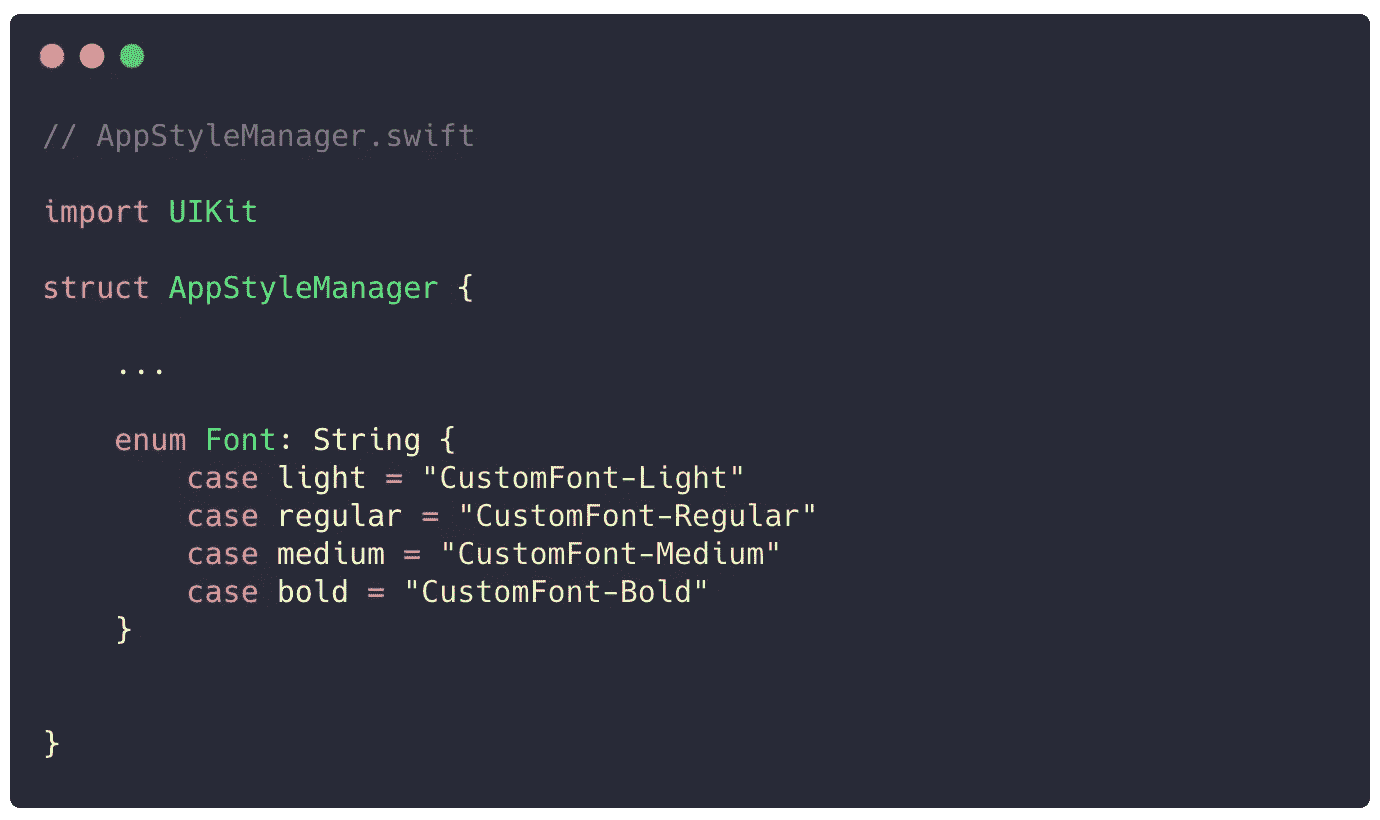 // AppStyleManager.swift
import UIKit
struct AppStyleManager {
...
enum Font: String {
case light = "CustomFont-Light"
case regular = "CustomFont-Regular"
case medium = "CustomFont-Medium"
case bold = "CustomFont-Bold"
}
}